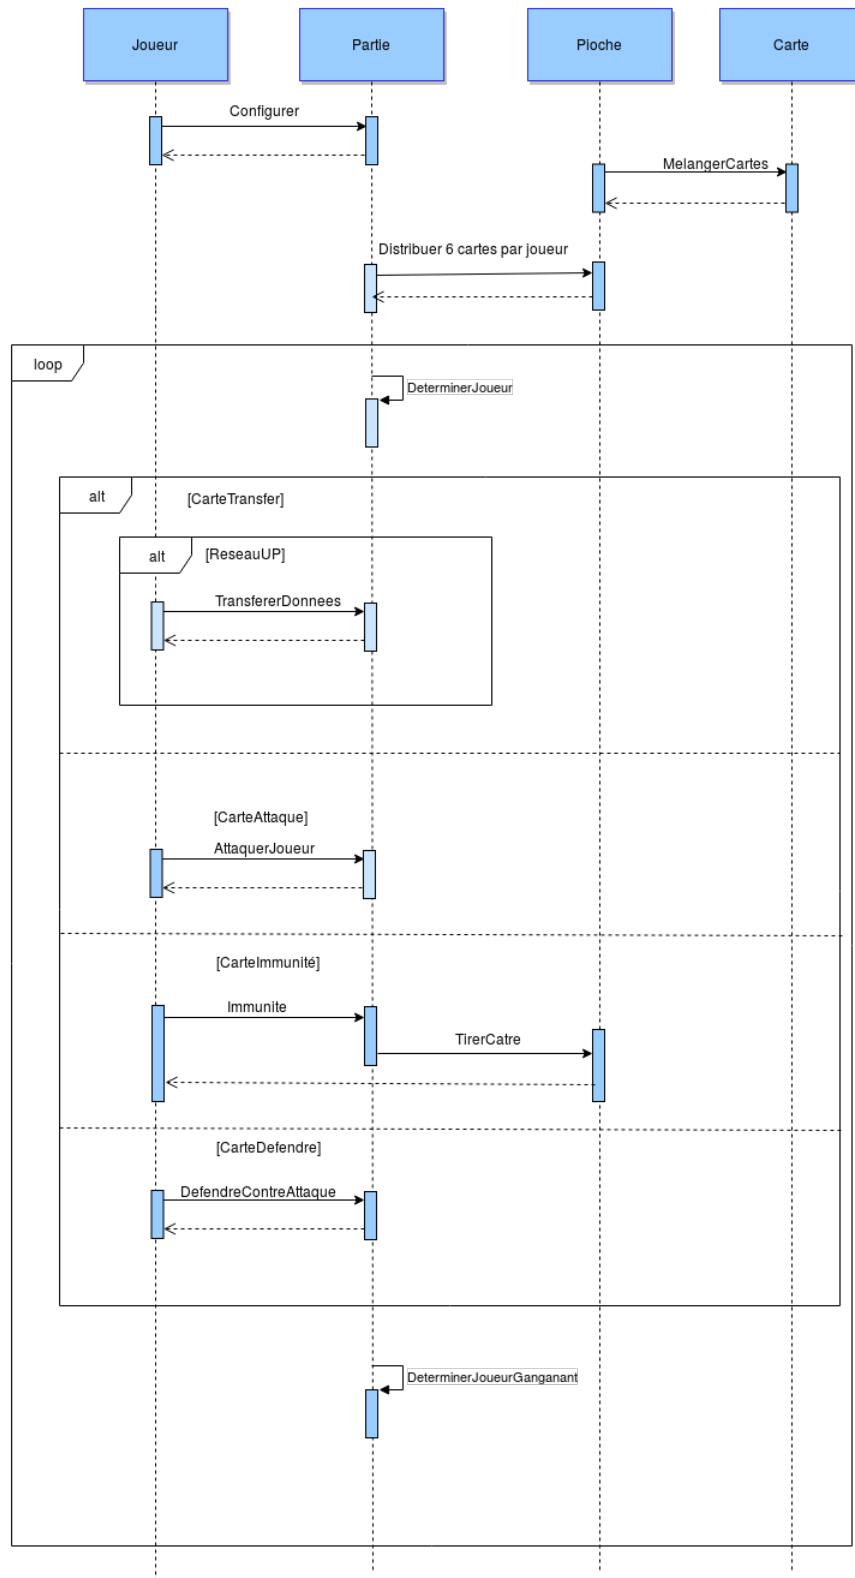 Joueur
Partie
Pioche
Carte
Configurer
MelangerCartes
Distribuer 6 cartes par joueur
loop
DeterminerJoueur
alt
[CarteTransfer]
alt
[ReseauUP]
TransfererDonnees
[CarteAttaque]
AttaquerJoueur
[CarteImmunité]
Immunite
TirerCatre
[CarteDefendre]
DefendreContreAttaque
DeterminerJoueurGanganant